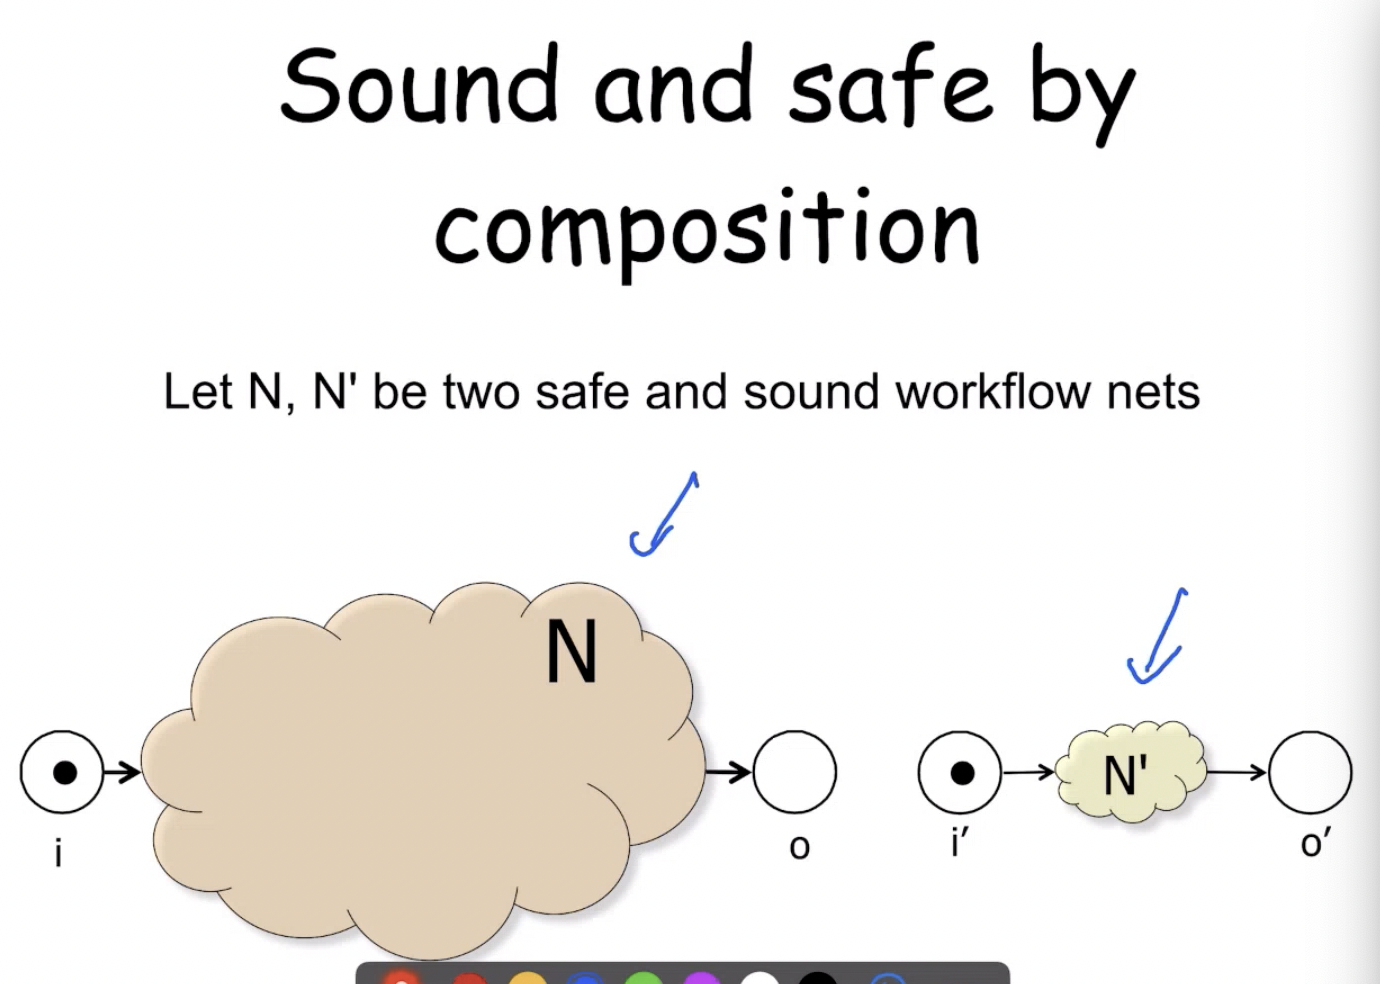 Sound and safe by
composition
Let N, N' be two safe and sound workflow nets
N
N'
i
o
i′
o′